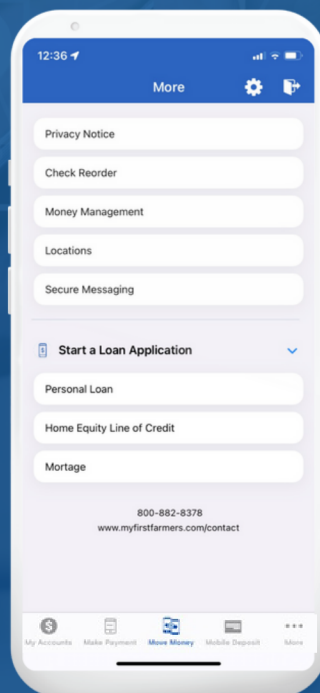 12:36
More
Privacy Notice
Check Reorder
Money Management
Locations
Secure Messaging
Start a Loan Application
Personal Loan
Home Equity Line of Credit
Mortage
800-882-8378
www.myfirstfarmers.com/contact
My Accounts Make Payment Move Money Mobile Deposit More